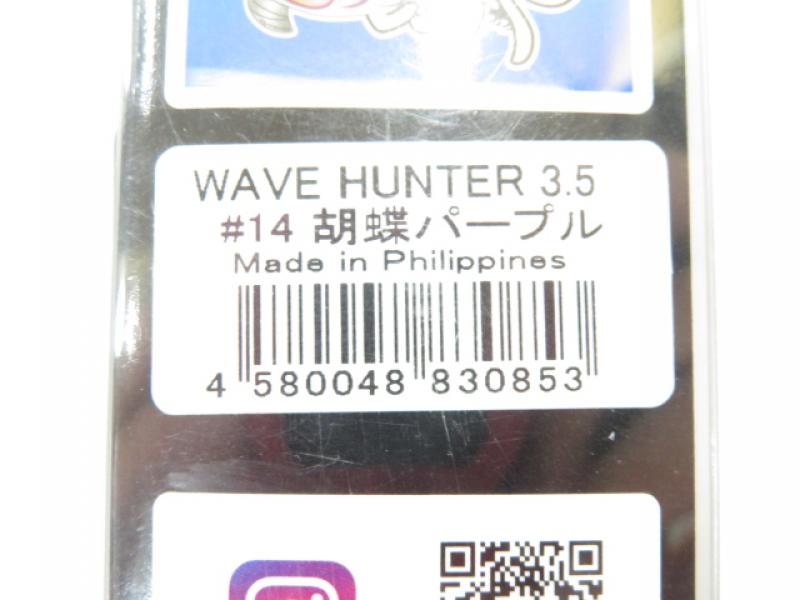 WAVE HUNTER 3.5
#14 胡蝶パープル
Made in Philippines
4 580048 830853